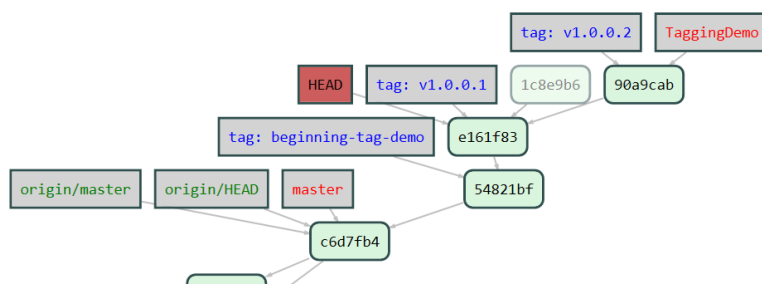 tag: v1.0.0.2
TaggingDemo
HEAD
tag: v1.0.0.1
1c8e9b6
90a9cab
tag: beginning-tag-demo
e161f83
origin/master
origin/HEAD
master
54821bf
c6d7fb4